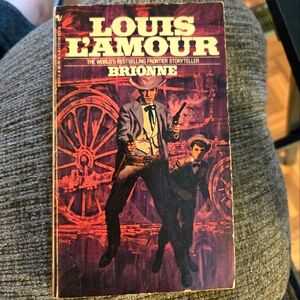 LOUIS
L'AMOUR
THE WORLD'S BESTSELLING FRONTIER STORYTELLER
BRIONNE